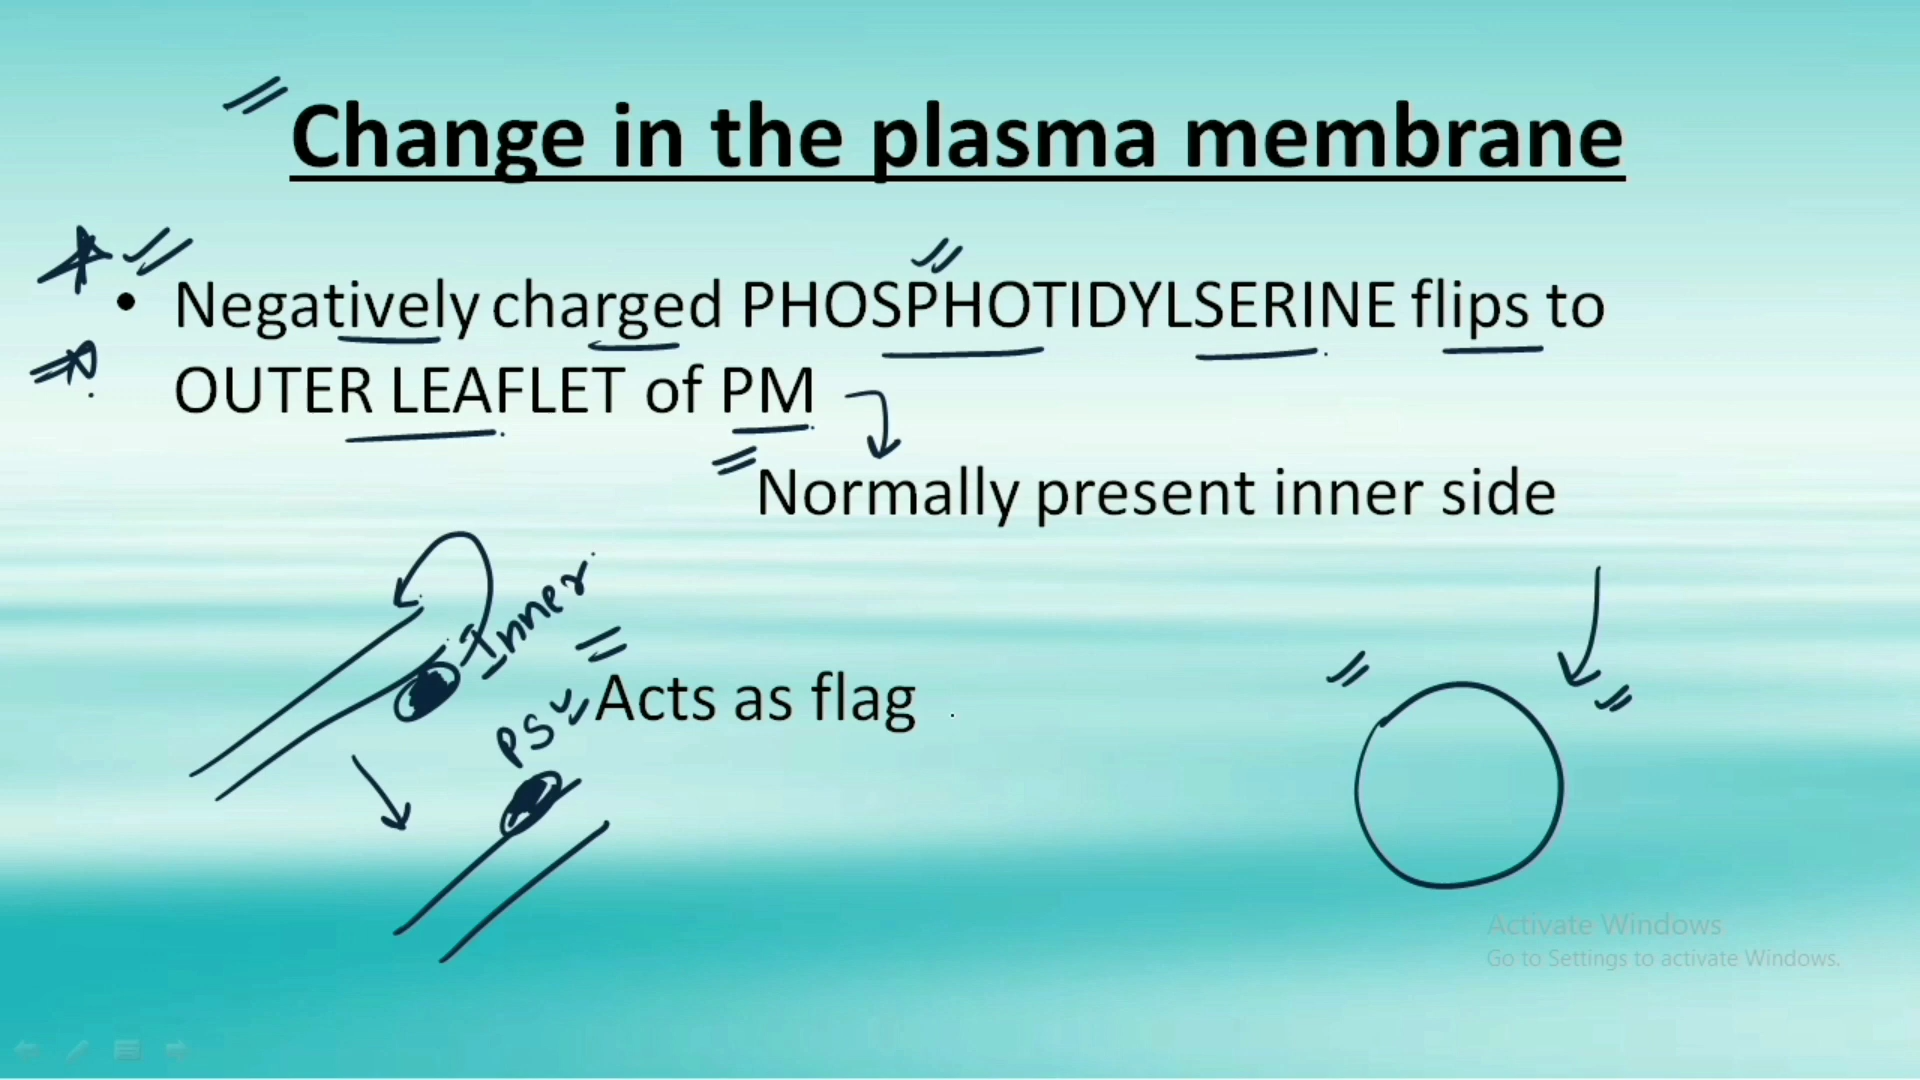 Change in the plasma membrane
• Negatively charged PHOSPHOTIDYLSERINE flips to
OUTER LEAFLET of PM
Normally present inner side
Inner
PS
Acts as flag
Activate Windows
Go to Settings to activate Windows.